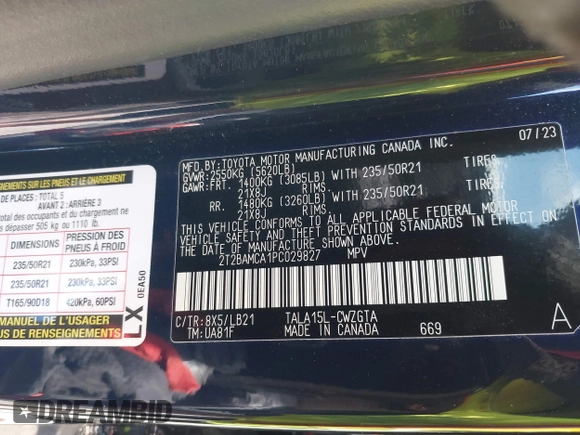 MFD.BY:TOYOTA MOTOR MANUFACTURING CANADA INC. 07/23
GVWR:2550KG (5620LB)
GAWR:FRT. 1400KG (3085LB) WITH 235/50R21 TIRES,
21X8J RIMS.
RR. 1480KG (3260LB) WITH 235/50R21 TIRES,
21X8J RIMS.
THIS VEHICLE CONFORMS TO ALL APPLICABLE FEDERAL MOTOR
VEHICLE SAFETY AND THEFT PREVENTION STANDARDS IN EFFECT ON
THE DATE OF MANUFACTURE SHOWN ABOVE.
2T2BAMCA1PC029827 MPV
C/TR:8X5/LB21 TALA15L-CWZGTA
TM:UA81F MADE IN CANADA 669 A
NSEIGNEMENTS SUR LES PNEUS ET LE CHARGEMENT
DE PLACES: TOTAL 5
AVANT 2: ARRIÈRE 3
total des occupants et du chargement ne
s dépasser 505 kg ou 1110 lb.
DIMENSIONS PRESSION DES PNEUS À FROID
235/50R21 230kPa, 33PSI
235/50R21 230kPa, 33PSI
T165/90D18 420kPa, 60PSI
MANUEL DE L'USAGER
US DE RENSEIGNEMENTS
LX 0EA50
DREAMBID